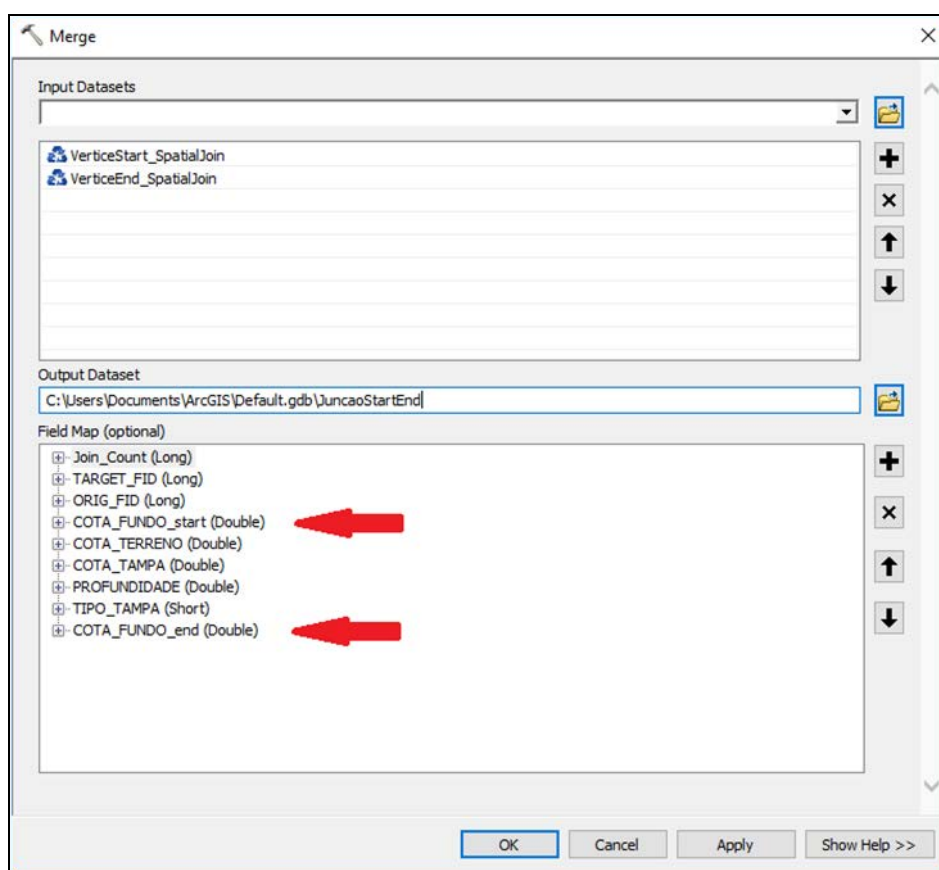 Merge
Input Datasets
VerticeStart_SpatialJoin
VerticeEnd_SpatialJoin
Output Dataset
C:\Users\Documents\ArcGIS\Default.gdb\JuncaoStartEnd
Field Map (optional)
Join_Count (Long)
TARGET_FID (Long)
ORIG_FID (Long)
COTA_FUNDO_start (Double)
COTA_TERRENO (Double)
COTA_TAMPA (Double)
PROFUNDIDADE (Double)
TIPO_TAMPA (Short)
COTA_FUNDO_end (Double)
OK Cancel Apply Show Help >>